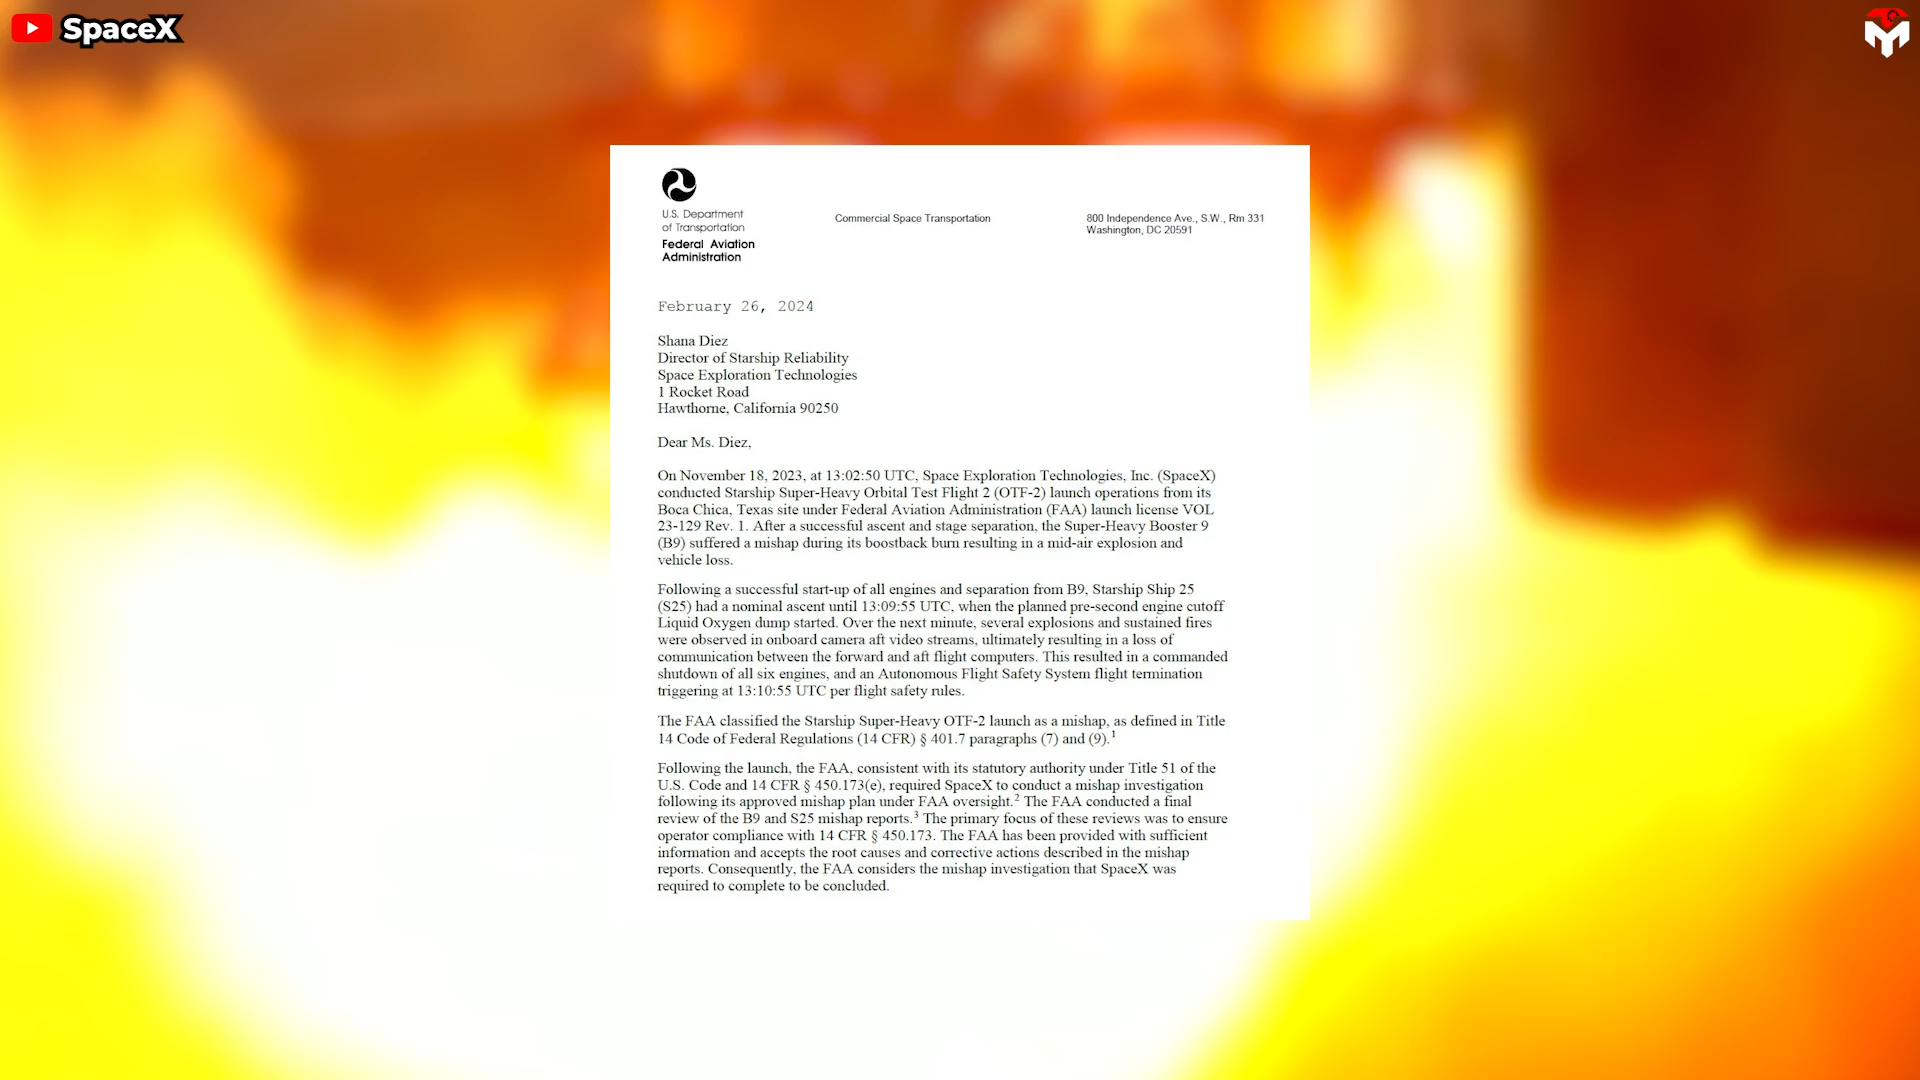 SpaceX
U.S. Department
of Transportation
Federal Aviation
Administration
Commercial Space Transportation
800 Independence Ave., S.W., Rm 331
Washington, DC 20591
February 26, 2024
Shana Diez
Director of Starship Reliability
Space Exploration Technologies
1 Rocket Road
Hawthorne, California 90250
Dear Ms. Diez,
On November 18, 2023, at 13:02:50 UTC, Space Exploration Technologies, Inc. (SpaceX)
conducted Starship Super-Heavy Orbital Test Flight 2 (OTF-2) launch operations from its
Boca Chica, Texas site under Federal Aviation Administration (FAA) launch license VOL
23-129 Rev. 1. After a successful ascent and stage separation, the Super-Heavy Booster 9
(B9) suffered a mishap during its boostback burn resulting in a mid-air explosion and
vehicle loss.
Following a successful start-up of all engines and separation from B9, Starship Ship 25
(S25) had a nominal ascent until 13:09:55 UTC, when the planned pre-second engine cutoff
Liquid Oxygen dump started. Over the next minute, several explosions and sustained fires
were observed in onboard camera aft video streams, ultimately resulting in a loss of
communication between the forward and aft flight computers. This resulted in a commanded
shutdown of all six engines, and an Autonomous Flight Safety System flight termination
triggering at 13:10:55 UTC per flight safety rules.
The FAA classified the Starship Super-Heavy OTF-2 launch as a mishap, as defined in Title
14 Code of Federal Regulations (14 CFR) § 401.7 paragraphs (7) and (9).¹
Following the launch, the FAA, consistent with its statutory authority under Title 51 of the
U.S. Code and 14 CFR § 450.173(e), required SpaceX to conduct a mishap investigation
following its approved mishap plan under FAA oversight.² The FAA conducted a final
review of the B9 and S25 mishap reports.³ The primary focus of these reviews was to ensure
operator compliance with 14 CFR § 450.173. The FAA has been provided with sufficient
information and accepts the root causes and corrective actions described in the mishap
reports. Consequently, the FAA considers the mishap investigation that SpaceX was
required to complete to be concluded.